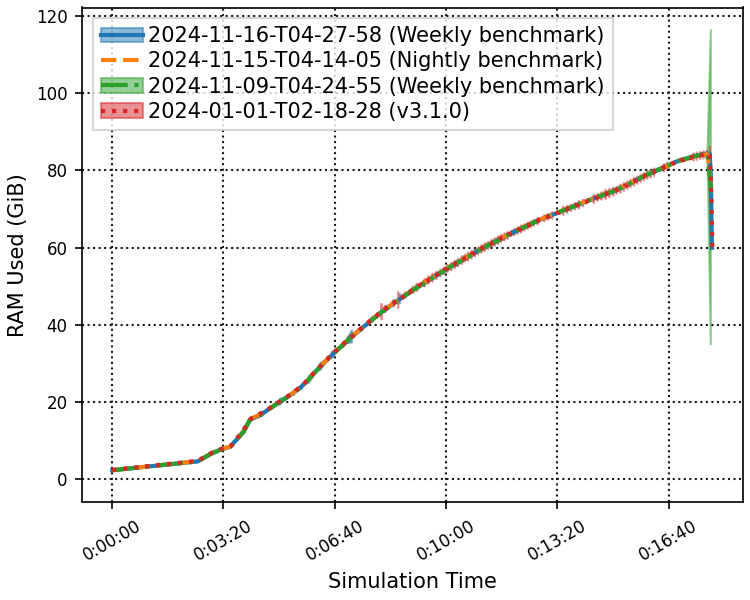 2024-11-16-T04-27-58 (Weekly benchmark)
2024-11-15-T04-14-05 (Nightly benchmark)
2024-11-09-T04-24-55 (Weekly benchmark)
2024-01-01-T02-18-28 (v3.1.0)
120
100
80
60
40
20
0
RAM Used (GiB)
0:00:00
0:03:20
0:06:40
0:10:00
0:13:20
0:16:40
Simulation Time